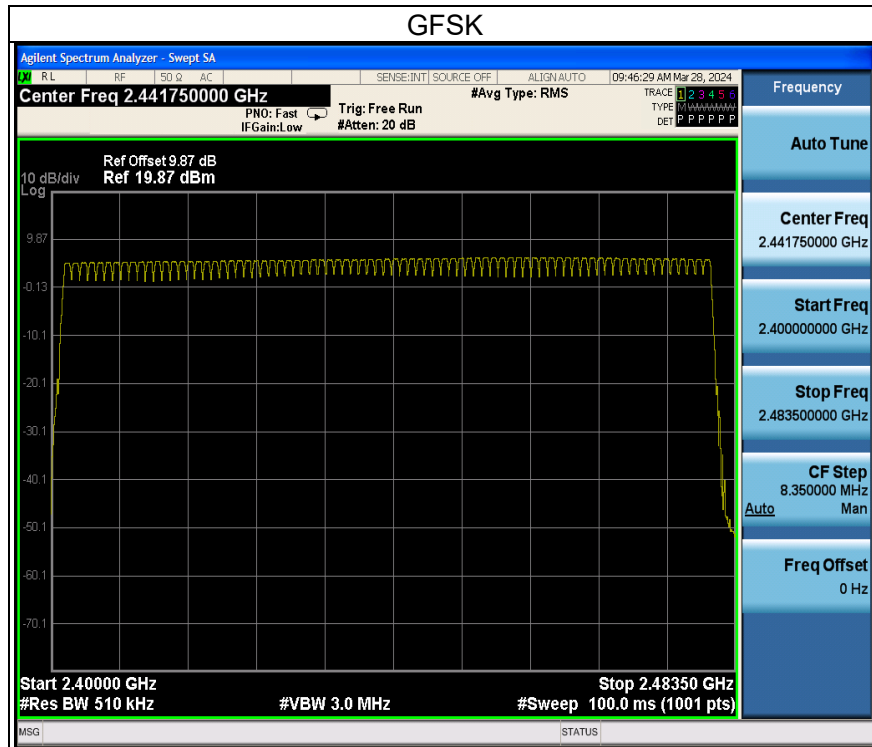 GFSK
Agilent Spectrum Analyzer - Swept SA
LXI RL RF 50 Ω AC SENSE:INT SOURCE OFF ALIGN AUTO 09:46:29 AM Mar 28, 2024
Center Freq 2.441750000 GHz
#Avg Type: RMS
TRACE 1 2 3 4 5 6
PNO: Fast
Trig: Free Run
TYPE M WWWWW
IFGain:Low
#Atten: 20 dB
DET P P P P P P
Ref Offset 9.87 dB
10 dB/div Ref 19.87 dBm
Log
9.87
-0.13
-10.1
-20.1
-30.1
-40.1
-50.1
-60.1
-70.1
Start 2.40000 GHz Stop 2.48350 GHz
#Res BW 510 kHz #VBW 3.0 MHz #Sweep 100.0 ms (1001 pts)
MSG STATUS
Frequency
Auto Tune
Center Freq
2.441750000 GHz
Start Freq
2.400000000 GHz
Stop Freq
2.483500000 GHz
CF Step
8.350000 MHz
Auto Man
Freq Offset
0 Hz